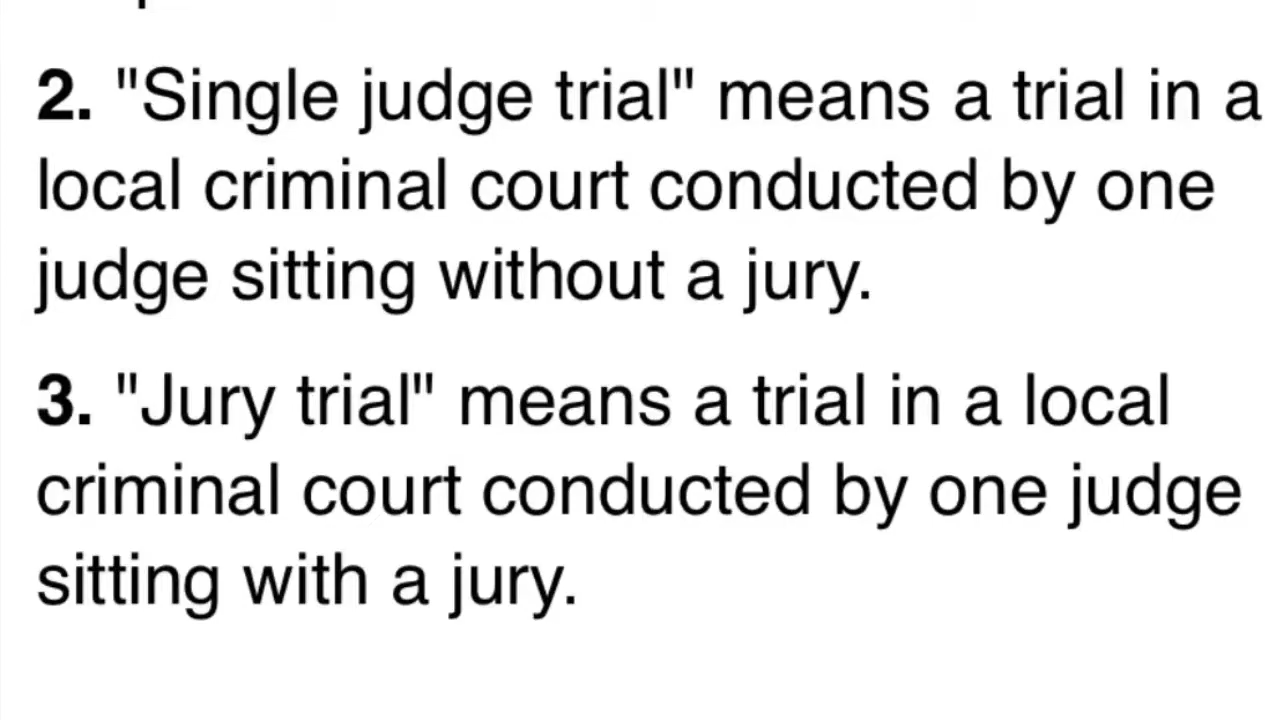 2. "Single judge trial" means a trial in a
local criminal court conducted by one
judge sitting without a jury.
3. "Jury trial" means a trial in a local
criminal court conducted by one judge
sitting with a jury.